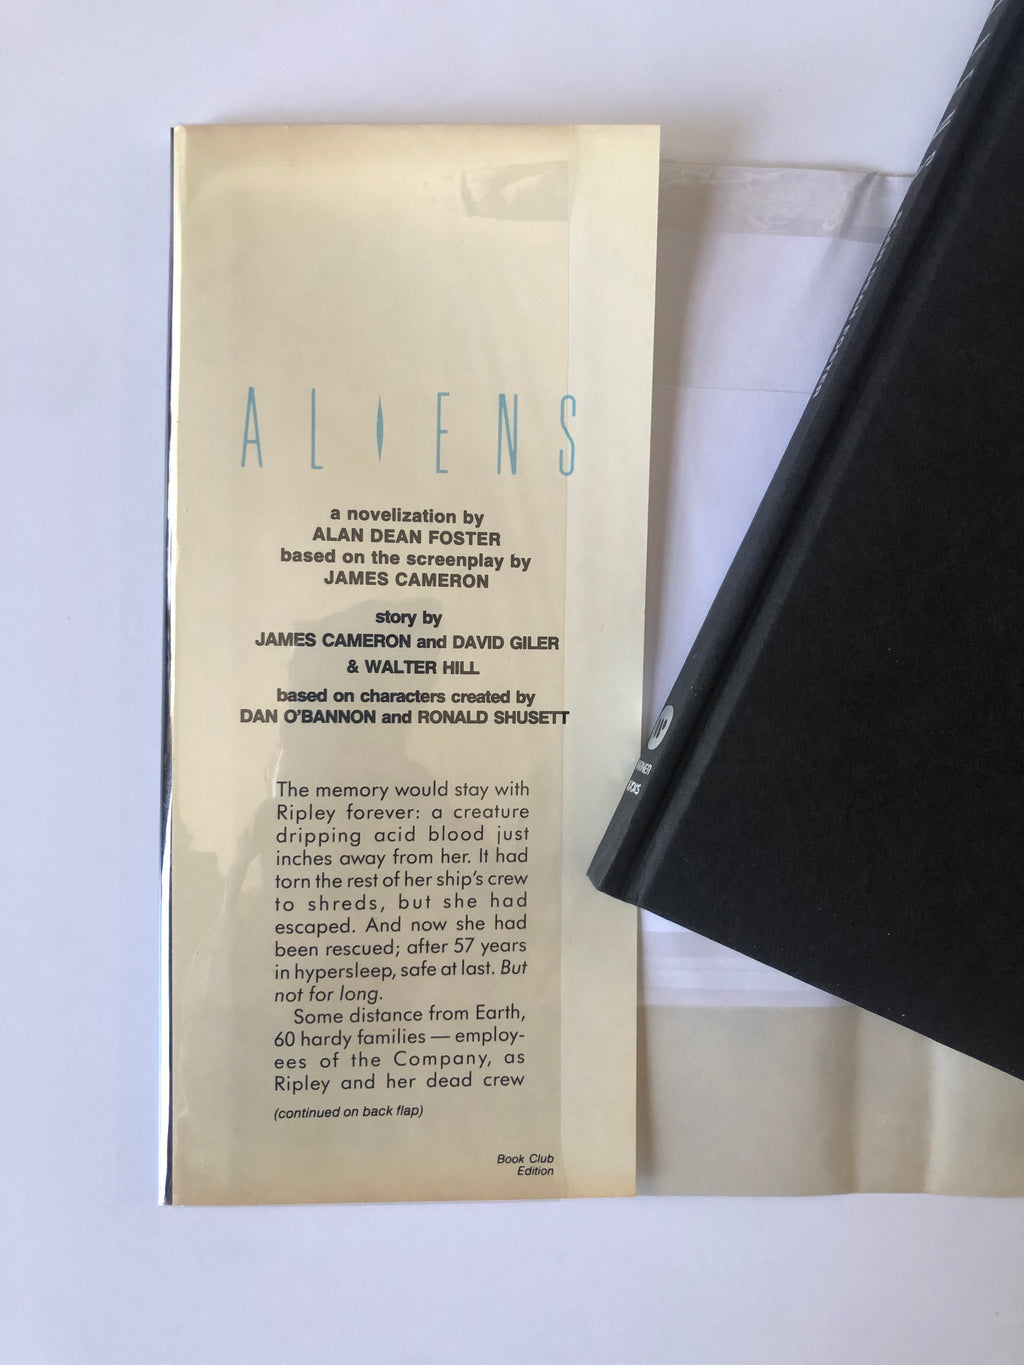 ALIENS
a novelization by
ALAN DEAN FOSTER
based on the screenplay by
JAMES CAMERON
story by
JAMES CAMERON and DAVID GILER
& WALTER HILL
based on characters created by
DAN O'BANNON and RONALD SHUSETT
The memory would stay with
Ripley forever: a creature
dripping acid blood just
inches away from her. It had
torn the rest of her ship's crew
to shreds, but she had
escaped. And now she had
been rescued; after 57 years
in hypersleep, safe at last. But
not for long.
Some distance from Earth,
60 hardy families — employ-
ees of the Company, as
Ripley and her dead crew
(continued on back flap)
Book Club
Edition